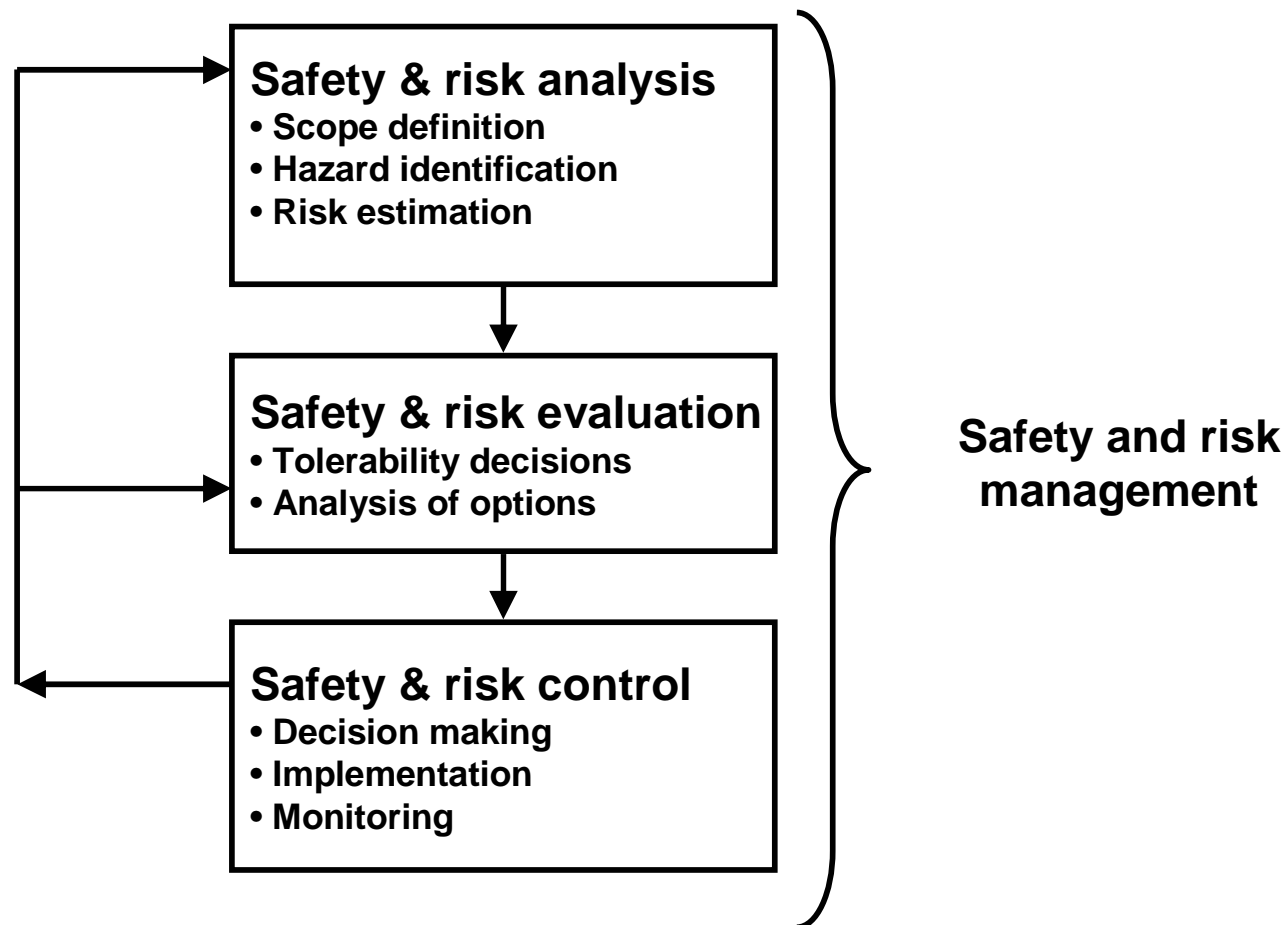 Safety & risk analysis
• Scope definition
• Hazard identification
• Risk estimation
Safety & risk evaluation
• Tolerability decisions
• Analysis of options
Safety and risk
management
Safety & risk control
• Decision making
• Implementation
• Monitoring